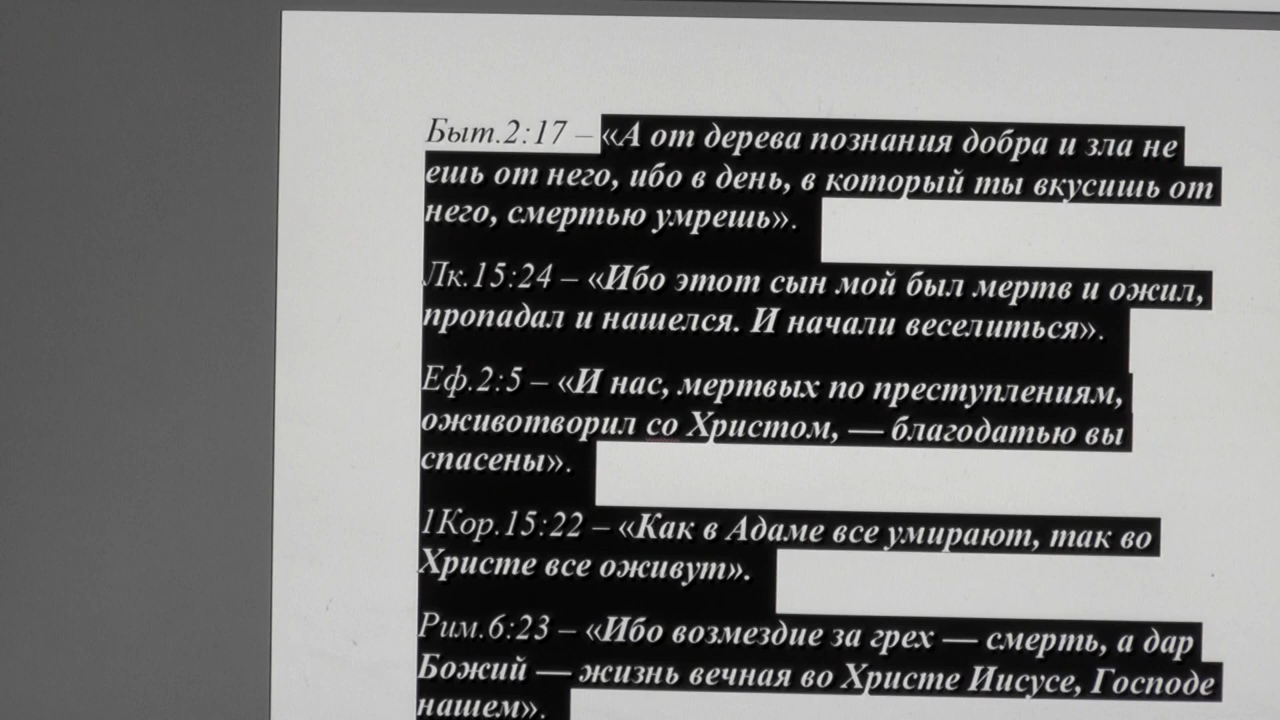 Быт.2:17 – «А от дерева познания добра и зла не
ешь от него, ибо в день, в который ты вкусишь от
него, смертью умрешь».
Лк.15:24 – «Ибо этот сын мой был мертв и ожил,
пропадал и нашелся. И начали веселиться».
Еф.2:5 – «И нас, мертвых по преступлениям,
оживотворил со Христом, — благодатью вы
спасены».
1Кор.15:22 – «Как в Адаме все умирают, так во
Христе все оживут».
Рим.6:23 – «Ибо возмездие за грех — смерть, а дар
Божий — жизнь вечная во Христе Иисусе, Господе
нашем».